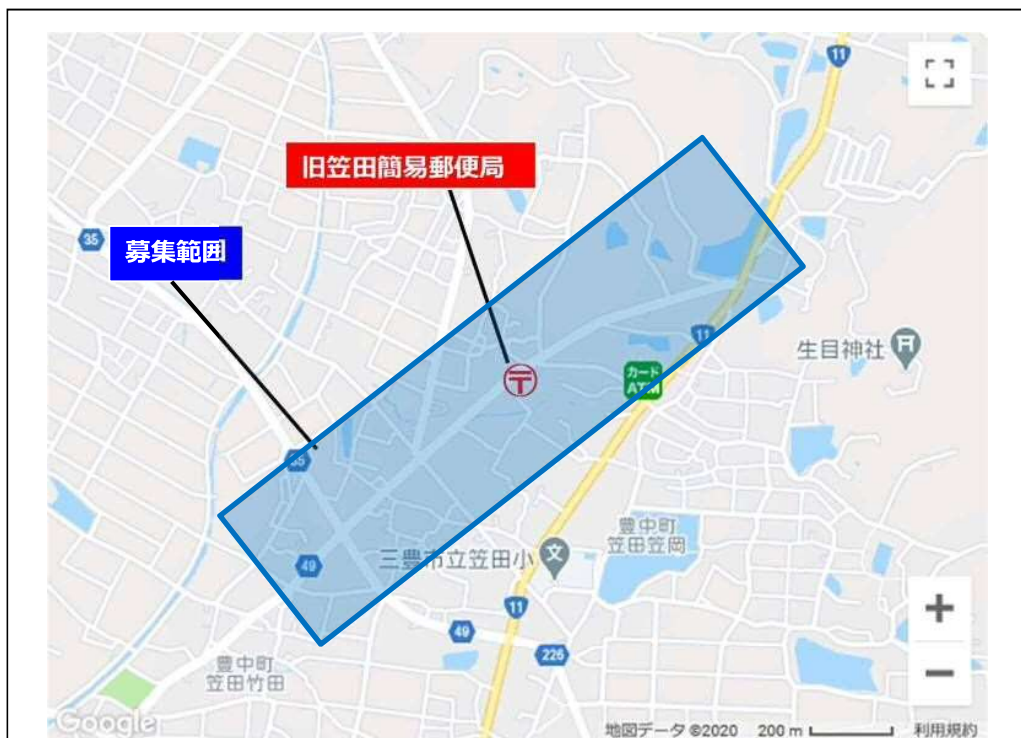 11
旧笠田簡易郵便局
35
募集範囲
11
生目神社
カード
ATM
35
豊中町
笠田笠岡
三豊市立笠田小
文
49
11
49
226
豊中町
笠田竹田
Google
地図データ ©2020 200 m 利用規約